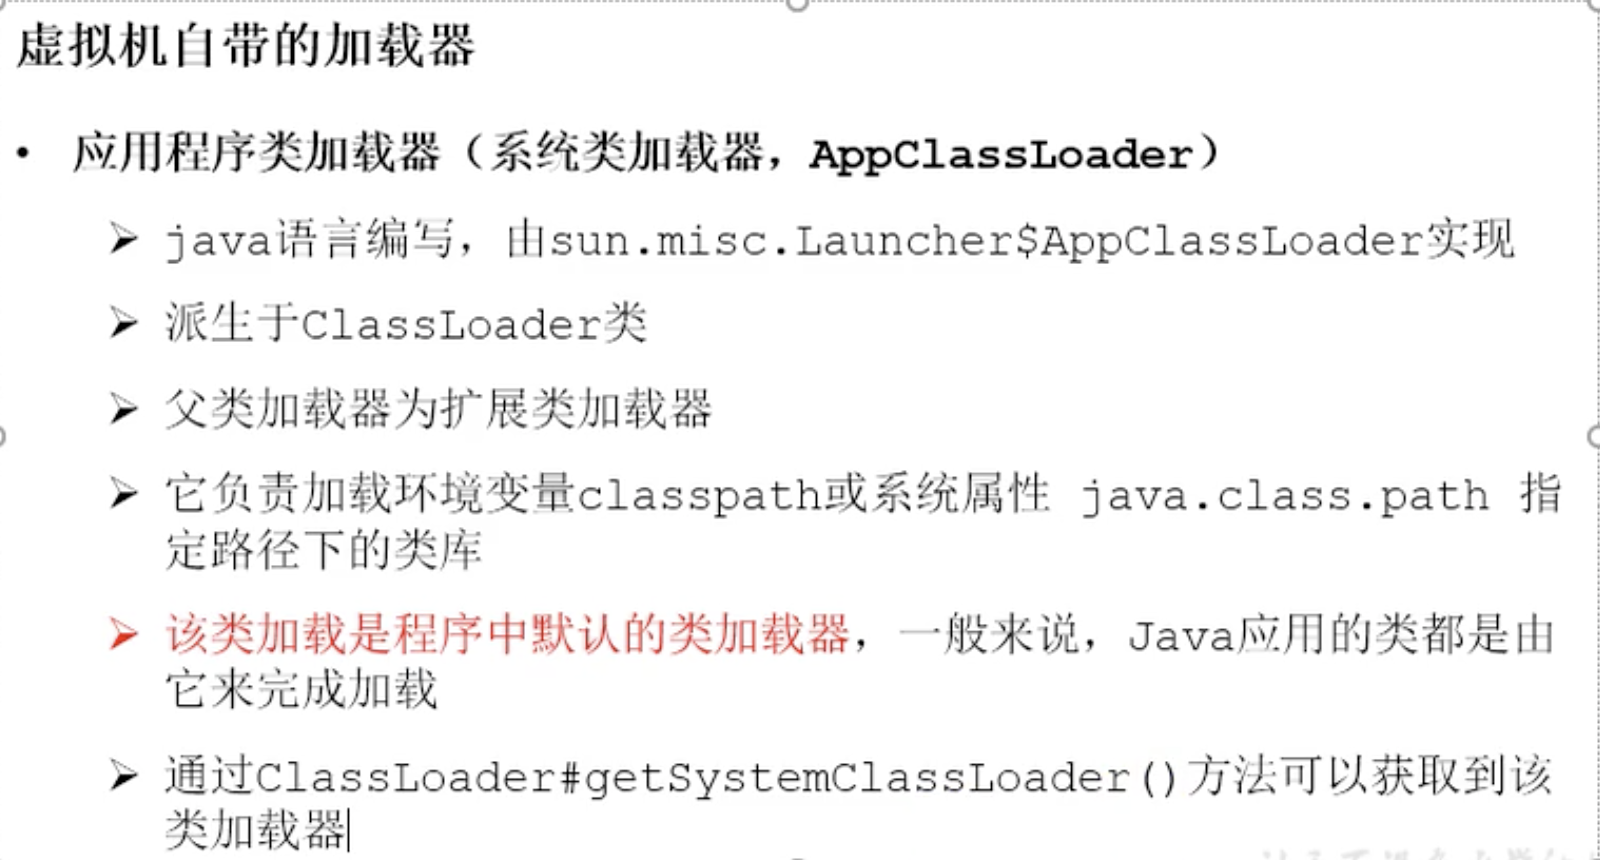 虚拟机自带的加载器
• 应用程序类加载器（系统类加载器，AppClassLoader）
➢ java语言编写，由sun.misc.Launcher$AppClassLoader实现
➢ 派生于ClassLoader类
➢ 父类加载器为扩展类加载器
➢ 它负责加载环境变量classpath或系统属性 java.class.path 指
定路径下的类库
➢ 该类加载是程序中默认的类加载器，一般来说，Java应用的类都是由
它来完成加载
➢ 通过ClassLoader#getSystemClassLoader()方法可以获取到该
类加载器